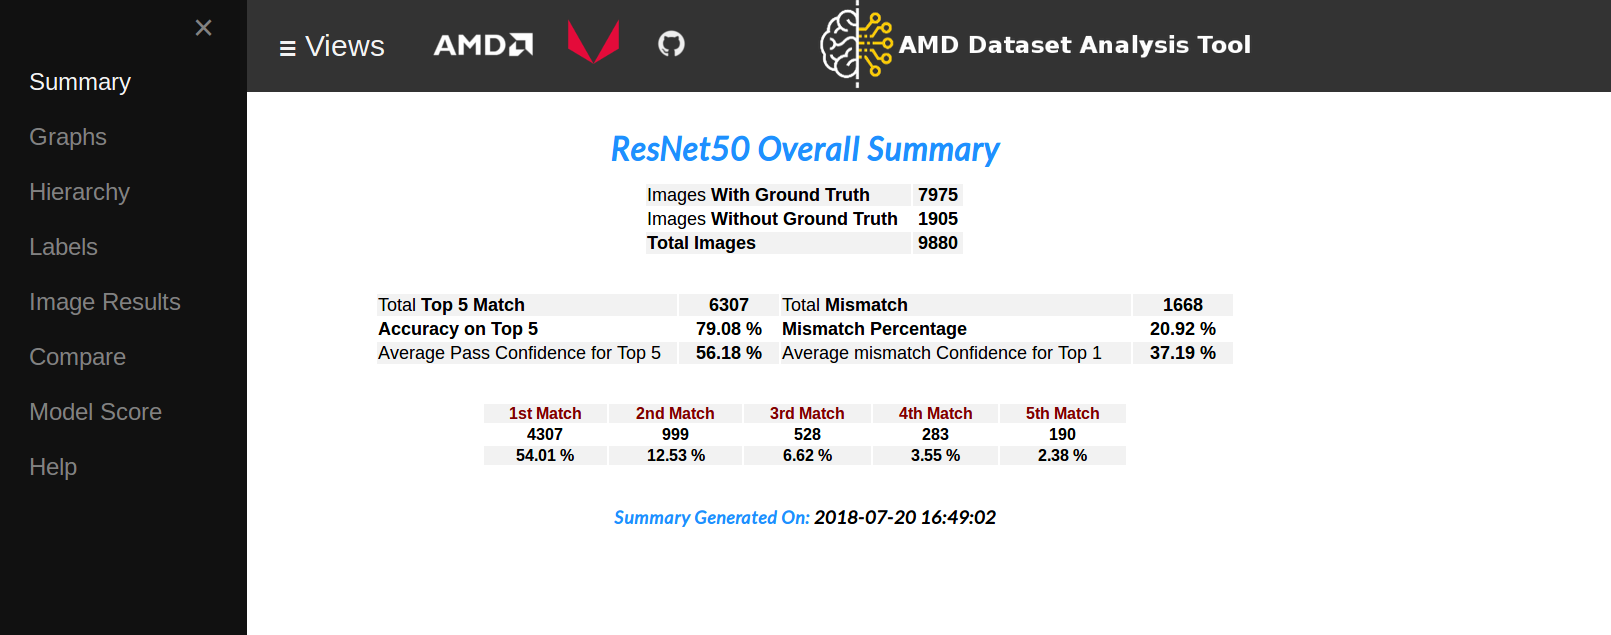 ×
Summary
Graphs
Hierarchy
Labels
Image Results
Compare
Model Score
Help
☰ Views AMD AMD Dataset Analysis Tool
ResNet50 Overall Summary
Images With Ground Truth 7975
Images Without Ground Truth 1905
Total Images 9880
Total Top 5 Match 6307 Total Mismatch 1668
Accuracy on Top 5 79.08 % Mismatch Percentage 20.92 %
Average Pass Confidence for Top 5 56.18 % Average mismatch Confidence for Top 1 37.19 %
1st Match 2nd Match 3rd Match 4th Match 5th Match
4307 999 528 283 190
54.01 % 12.53 % 6.62 % 3.55 % 2.38 %
Summary Generated On: 2018-07-20 16:49:02